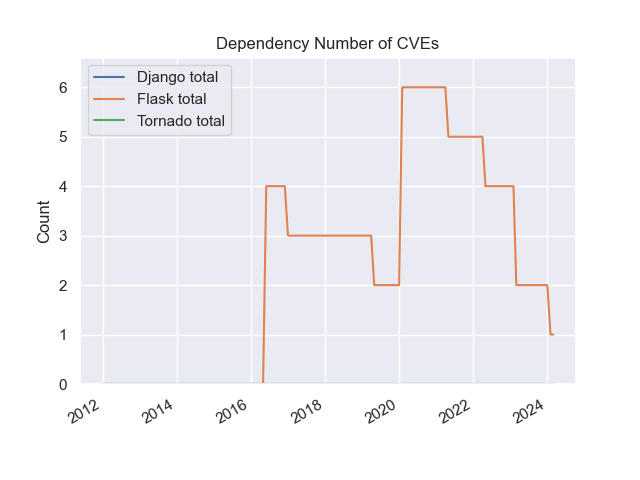 Dependency Number of CVEs
Django total
Flask total
Tornado total
Count
6
5
4
3
2
1
0
2012
2014
2016
2018
2020
2022
2024